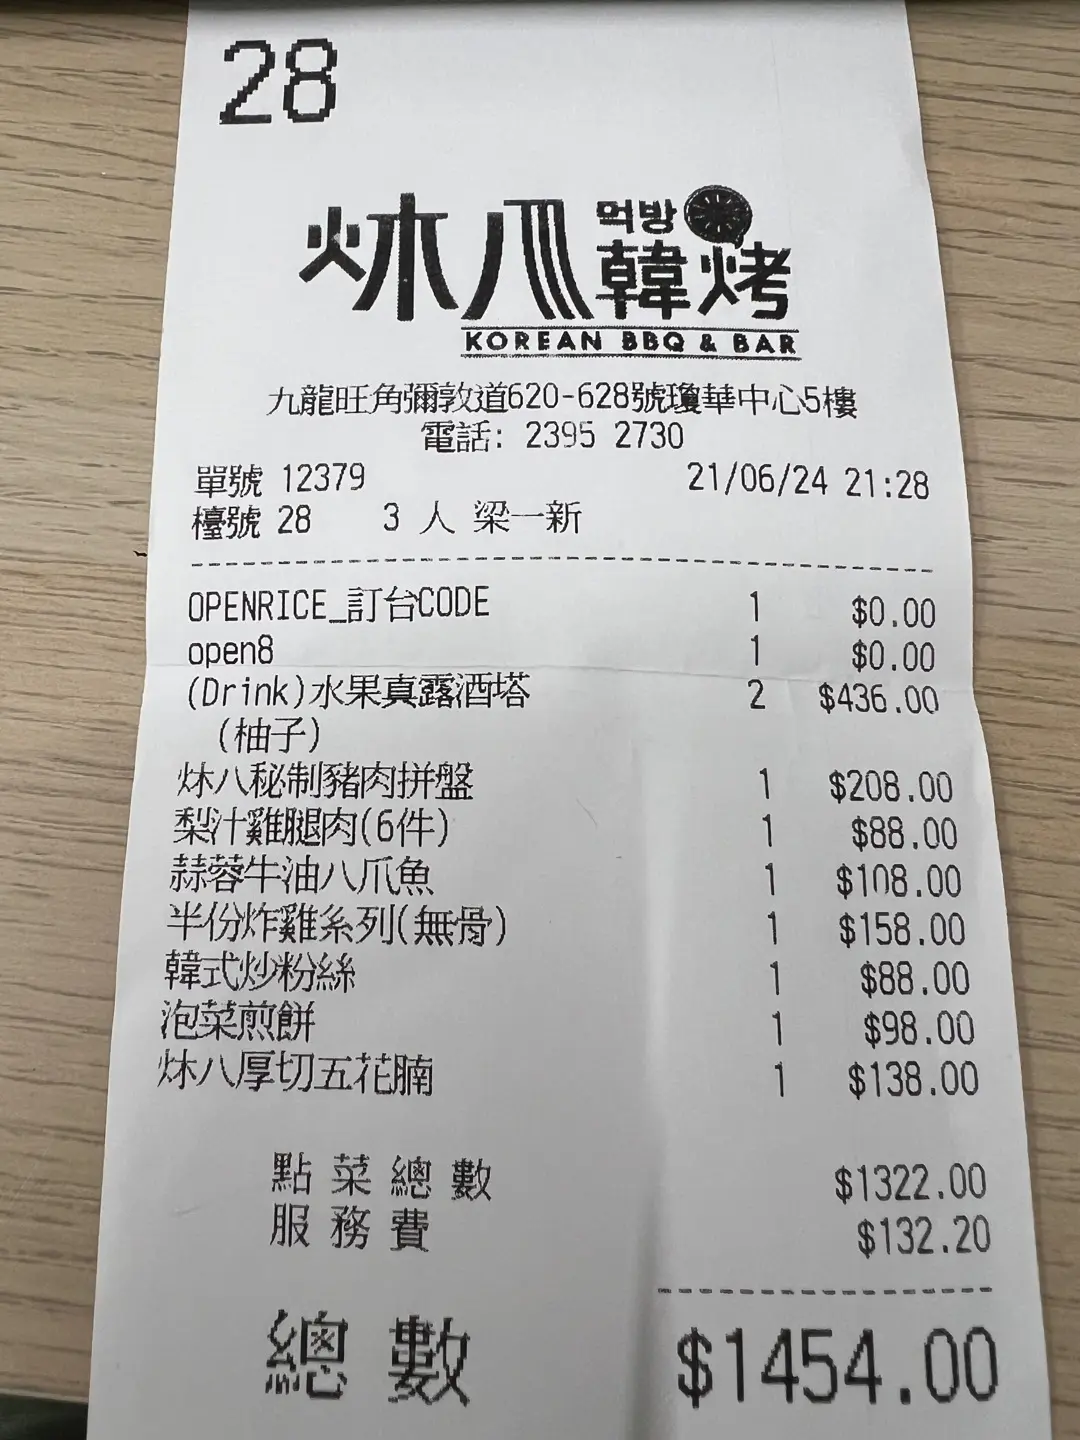 28
炑八 먹방 韓烤
KOREAN BBQ & BAR
九龍旺角彌敦道620-628號瓊華中心5樓
電話: 2395 2730
單號 12379 21/06/24 21:28
檯號 28 3 人 梁一新
OPENRICE_訂台CODE 1 $0.00
open8 1 $0.00
(Drink)水果真露酒塔 2 $436.00
(柚子)
炑八秘制豬肉拼盤 1 $208.00
梨汁雞腿肉(6件) 1 $88.00
蒜蓉牛油八爪魚 1 $108.00
半份炸雞系列(無骨) 1 $158.00
韓式炒粉絲 1 $88.00
泡菜煎餅 1 $98.00
炑八厚切五花腩 1 $138.00
點菜總數 $1322.00
服務費 $132.20
總數 $1454.00